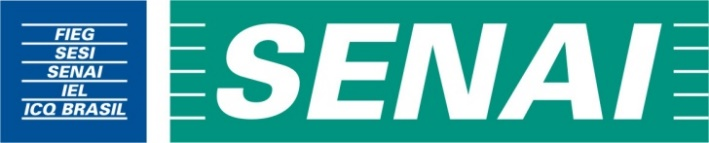 FIEG
SESI
SENAI
IEL
ICQ BRASIL
SENAI